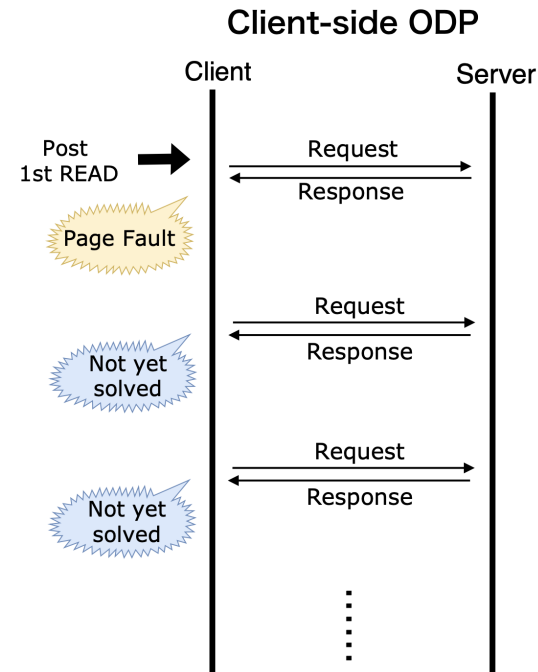 Client-side ODP
Client
Server
Post
1st READ
Request
Response
Page Fault
Request
Response
Not yet
solved
Request
Response
Not yet
solved